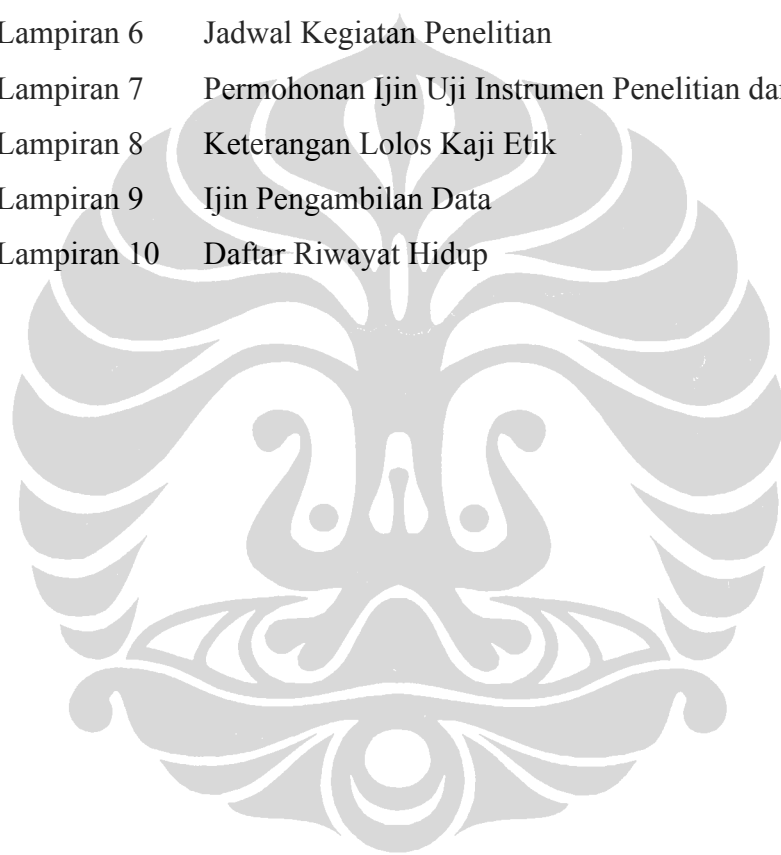 Lampiran 6 Jadwal Kegiatan Penelitian
Lampiran 7 Permohonan Ijin Uji Instrumen Penelitian
Lampiran 8 Keterangan Lolos Kaji Etik
Lampiran 9 Ijin Pengambilan Data
Lampiran 10 Daftar Riwayat Hidup